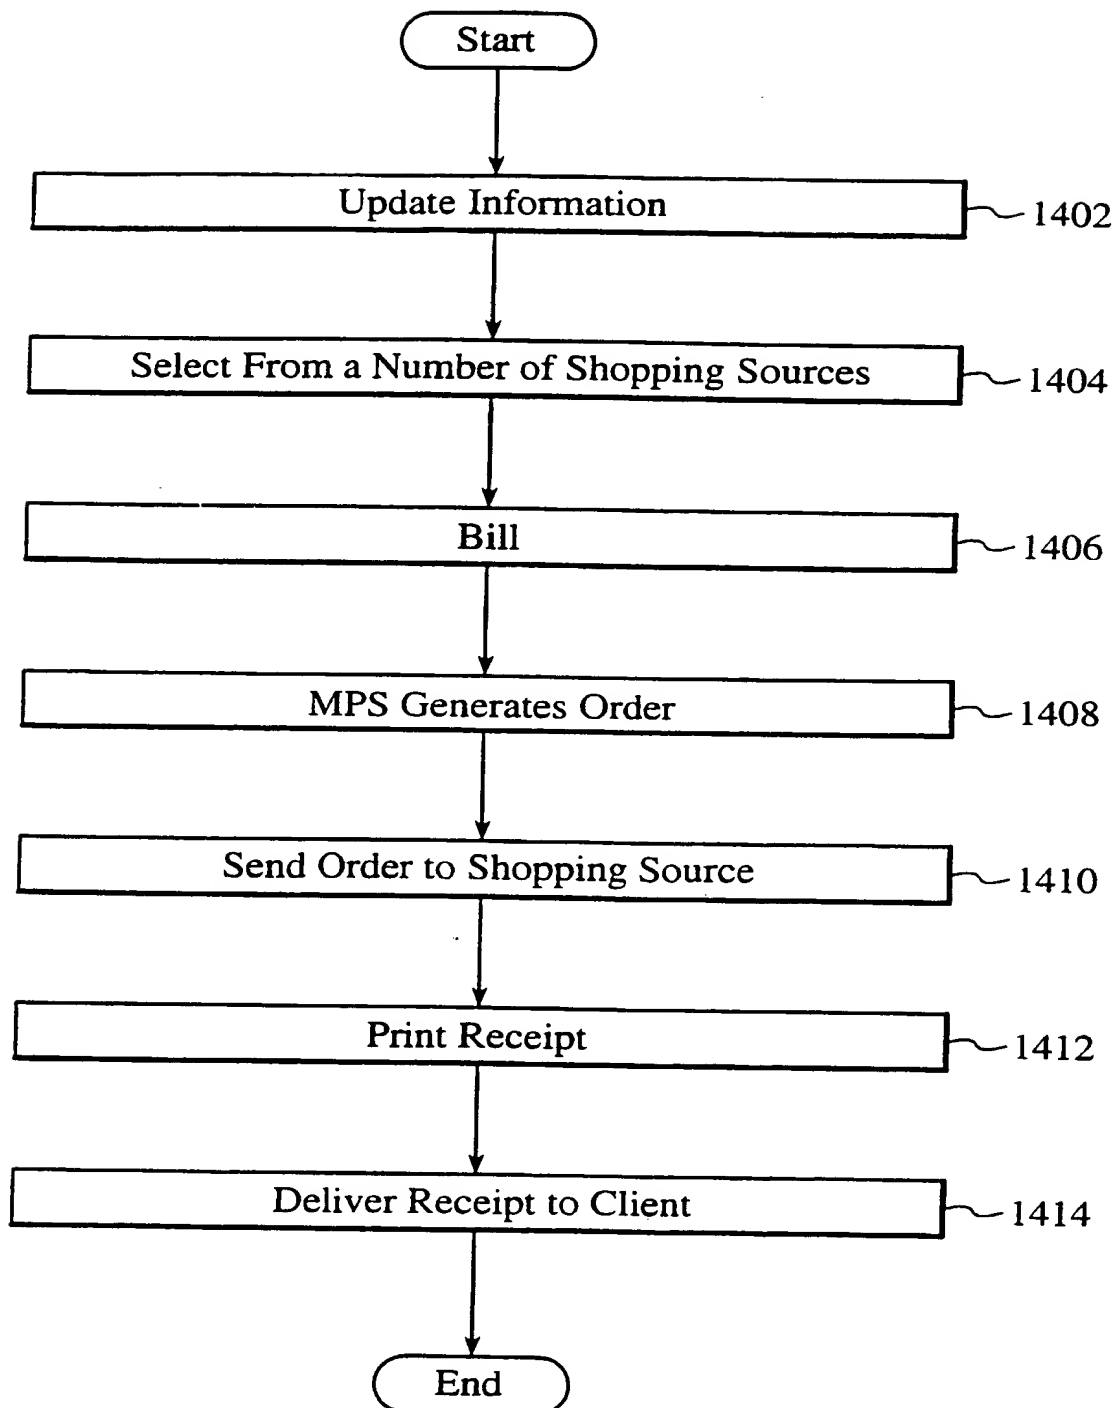 Start
Update Information
1402
Select From a Number of Shopping Sources
1404
Bill
1406
MPS Generates Order
1408
Send Order to Shopping Source
1410
Print Receipt
1412
Deliver Receipt to Client
1414
End